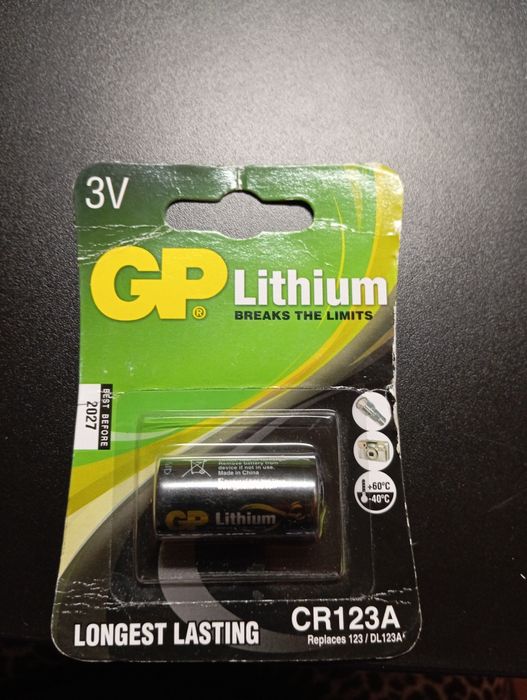 3V
GP®
Lithium
BREAKS THE LIMITS
BEST BEFORE
2027
+60°C
-40°C
Remove battery from
device if not in use.
Made in China
GP Lithium
LONGEST LASTING
CR123A
Replaces 123 / DL123A